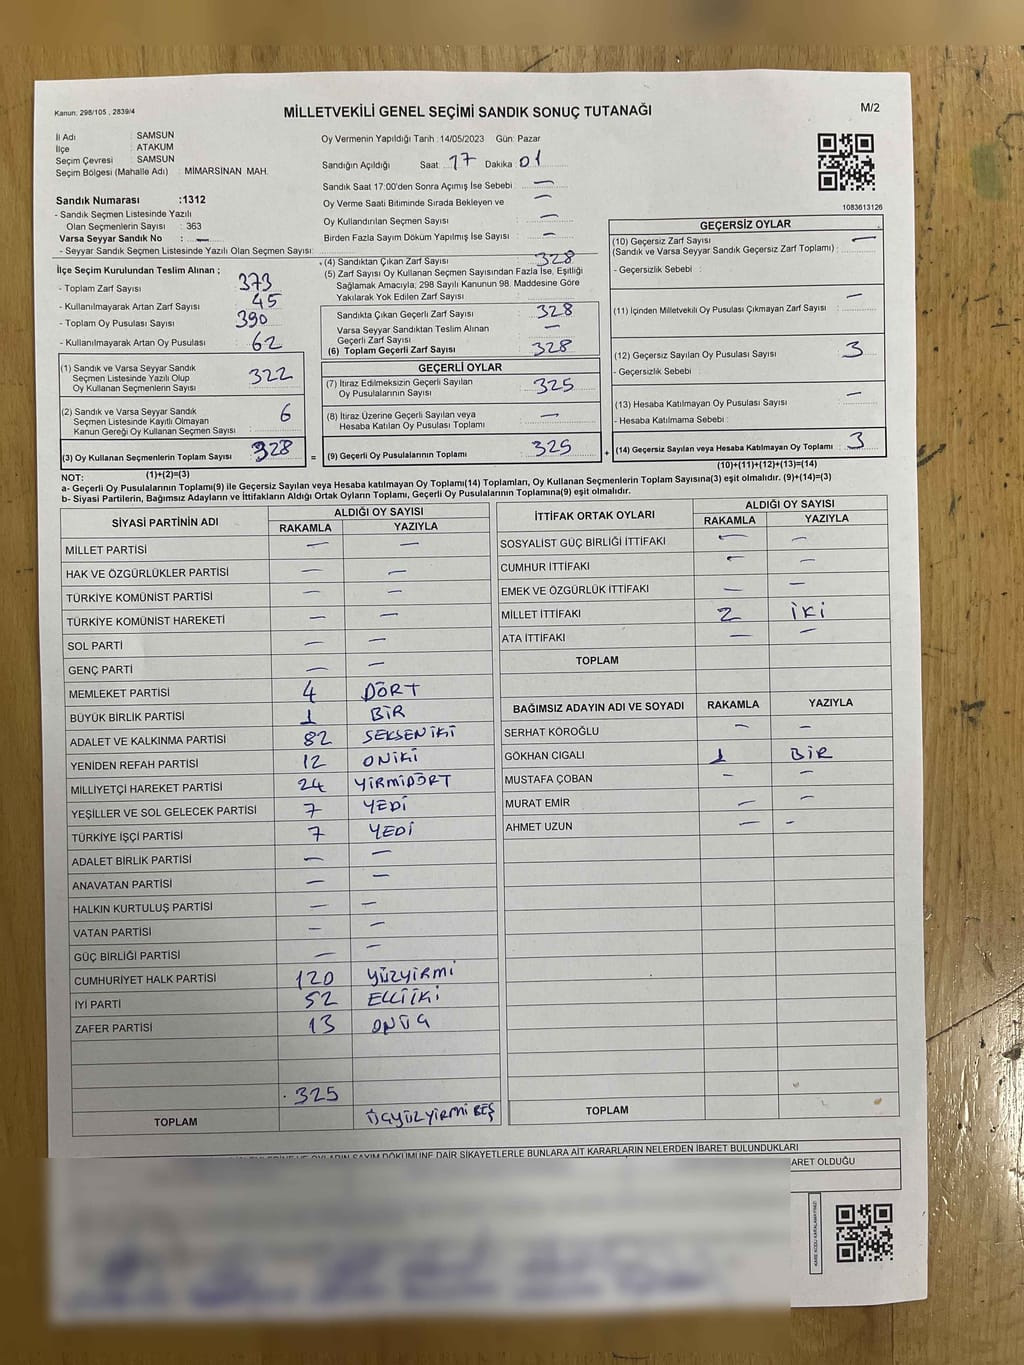 Kanun: 298/105 , 2839/4
MİLLETVEKİLİ GENEL SEÇİMİ SANDIK SONUÇ TUTANAĞI
M/2
İl Adı : SAMSUN
İlçe : ATAKUM
Seçim Çevresi : SAMSUN
Seçim Bölgesi (Mahalle Adı) : MİMARSİNAN MAH.
Sandık Numarası :1312
- Sandık Seçmen Listesinde Yazılı
Olan Seçmenlerin Sayısı : 363
Varsa Seyyar Sandık No : —
- Seyyar Sandık Seçmen Listesinde Yazılı Olan Seçmen Sayısı:
Oy Vermenin Yapıldığı Tarih :14/05/2023 Gün: Pazar
Sandığın Açıldığı Saat: 17 Dakika: 01
Sandık Saat 17:00'den Sonra Açımış İse Sebebi : —
Oy Verme Saati Bitiminde Sırada Bekleyen ve —
Oy Kullandırılan Seçmen Sayısı : —
Birden Fazla Sayım Döküm Yapılmış İse Sayısı : —
1083613126
İlçe Seçim Kurulundan Teslim Alınan ;
- Toplam Zarf Sayısı : 373
- Kullanılmayarak Artan Zarf Sayısı : 45
- Toplam Oy Pusulası Sayısı : 390
- Kullanılmayarak Artan Oy Pusulası : 62
(1) Sandık ve Varsa Seyyar Sandık
Seçmen Listesinde Yazılı Olup
Oy Kullanan Seçmenlerin Sayısı : 322
(2) Sandık ve Varsa Seyyar Sandık
Seçmen Listesinde Kayıtlı Olmayan
Kanun Gereği Oy Kullanan Seçmen Sayısı : 6
(3) Oy Kullanan Seçmenlerin Toplam Sayısı : 328
(1)+(2)=(3)
(4) Sandıktan Çıkan Zarf Sayısı : 328
(5) Zarf Sayısı Oy Kullanan Seçmen Sayısından Fazla İse, Eşitliği
Sağlamak Amacıyla; 298 Sayılı Kanunun 98. Maddesine Göre
Yakılarak Yok Edilen Zarf Sayısı :
Sandıkta Çıkan Geçerli Zarf Sayısı : 328
Varsa Seyyar Sandıktan Teslim Alınan
Geçerli Zarf Sayısı : —
(6) Toplam Geçerli Zarf Sayısı : 328
GEÇERLİ OYLAR
(7) İtiraz Edilmeksizin Geçerli Sayılan
Oy Pusulalarının Sayısı : 325
(8) İtiraz Üzerine Geçerli Sayılan veya
Hesaba Katılan Oy Pusulası Toplamı : —
= (9) Geçerli Oy Pusulalarının Toplamı : 325 +
GEÇERSİZ OYLAR
(10) Geçersiz Zarf Sayısı —
(Sandık ve Varsa Seyyar Sandık Geçersiz Zarf Toplamı) :
- Geçersizlik Sebebi :
(11) İçinden Milletvekili Oy Pusulası Çıkmayan Zarf Sayısı : —
(12) Geçersiz Sayılan Oy Pusulası Sayısı : 3
- Geçersizlik Sebebi :
(13) Hesaba Katılmayan Oy Pusulası Sayısı : —
- Hesaba Katılmama Sebebi :
(14) Geçersiz Sayılan veya Hesaba Katılmayan Oy Toplamı : 3
(10)+(11)+(12)+(13)=(14)
NOT:
a- Geçerli Oy Pusulalarının Toplamı(9) ile Geçersiz Sayılan veya Hesaba katılmayan Oy Toplamı(14) Toplamları, Oy Kullanan Seçmenlerin Toplam Sayısına(3) eşit olmalıdır. (9)+(14)=(3)
b- Siyasi Partilerin, Bağımsız Adayların ve İttifakların Aldığı Ortak Oyların Toplamı, Geçerli Oy Pusulalarının Toplamına(9) eşit olmalıdır.
SİYASİ PARTİNİN ADI ALDIĞI OY SAYISI
RAKAMLA YAZIYLA
MİLLET PARTİSİ — —
HAK VE ÖZGÜRLÜKLER PARTİSİ — —
TÜRKİYE KOMÜNİST PARTİSİ — —
TÜRKİYE KOMÜNİST HAREKETİ — —
SOL PARTİ — —
GENÇ PARTİ — —
MEMLEKET PARTİSİ 4 DÖRT
BÜYÜK BİRLİK PARTİSİ 1 BİR
ADALET VE KALKINMA PARTİSİ 82 SEKSEN İKİ
YENİDEN REFAH PARTİSİ 12 ONİKİ
MİLLİYETÇİ HAREKET PARTİSİ 24 YİRMİDÖRT
YEŞİLLER VE SOL GELECEK PARTİSİ 7 YEDİ
TÜRKİYE İŞÇİ PARTİSİ 7 YEDİ
ADALET BİRLİK PARTİSİ — —
ANAVATAN PARTİSİ — —
HALKIN KURTULUŞ PARTİSİ — —
VATAN PARTİSİ — —
GÜÇ BİRLİĞİ PARTİSİ — —
CUMHURİYET HALK PARTİSİ 120 YÜZYİRMİ
İYİ PARTİ 52 ELLİİKİ
ZAFER PARTİSİ 13 ONÜÇ
325
TOPLAM ÜÇYÜZYİRMİ BEŞ
İTTİFAK ORTAK OYLARI ALDIĞI OY SAYISI
RAKAMLA YAZIYLA
SOSYALİST GÜÇ BİRLİĞİ İTTİFAKI — —
CUMHUR İTTİFAKI — —
EMEK VE ÖZGÜRLÜK İTTİFAKI — —
MİLLET İTTİFAKI 2 İKİ
ATA İTTİFAKI — —
TOPLAM
BAĞIMSIZ ADAYIN ADI VE SOYADI RAKAMLA YAZIYLA
SERHAT KÖROĞLU — —
GÖKHAN CIGALI 1 BİR
MUSTAFA ÇOBAN — —
MURAT EMİR — —
AHMET UZUN — —
TOPLAM
OYLARIN SAYIM DÖKÜMÜNE DAİR ŞİKAYETLERLE BUNLARA AİT KARARLARIN NELERDEN İBARET BULUNDUKLARI
ARET OLDUĞU